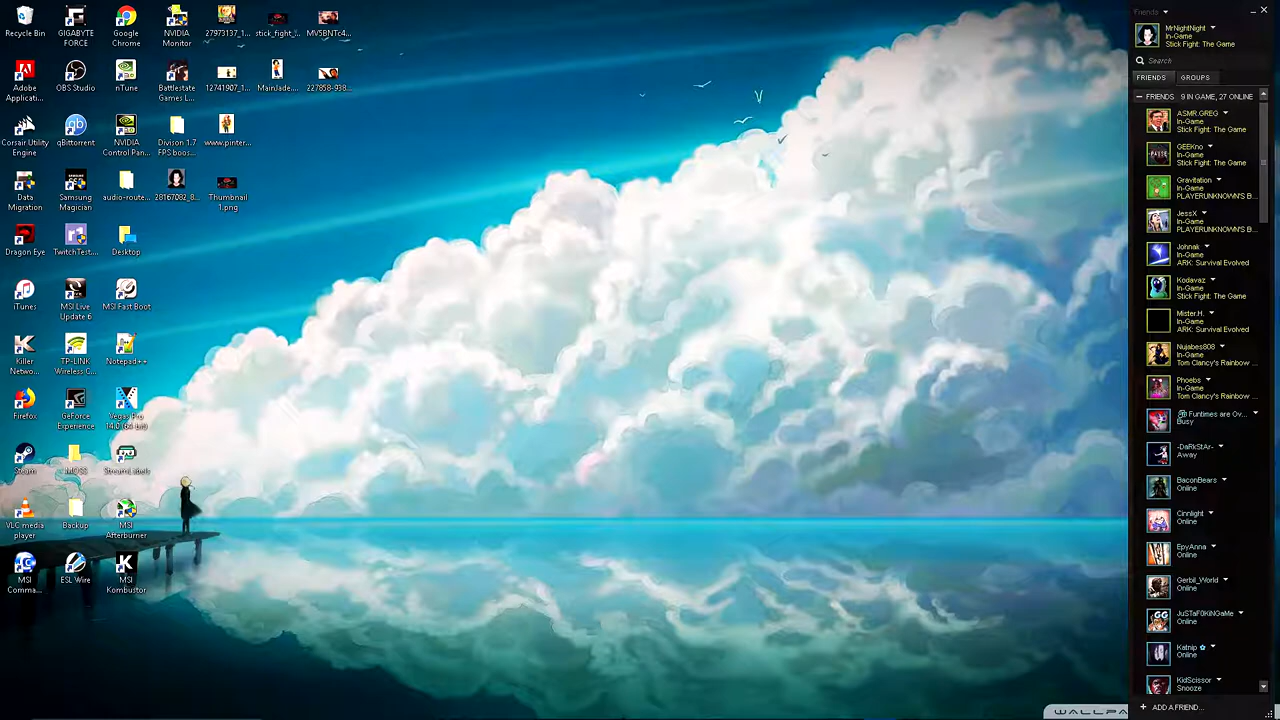 Recycle Bin
GIGABYTE
FORCE
Google
Chrome
NVIDIA
Monitor
27973137_1...
stick_fight_i...
MV5BNTc4...
Adobe
Applicati...
OBS Studio
nTune
Battlestate
Games L...
12741907_1...
MainJade...
227858-938...
Corsair Utility
Engine
qBittorrent
NVIDIA
Control Pan...
Divison 1.7
FPS boos...
www.pinter...
Data
Migration
Samsung
Magician
audio-route...
28167082_8...
Thumbnail
1.png
Dragon Eye
TwitchTest...
Desktop
iTunes
MSI Live
Update 6
MSI Fast Boot
Killer
Netwo...
TP-LINK
Wireless C...
Notepad++
Firefox
GeForce
Experience
Vegas Pro
14.0 (64-bit)
Steam
MOSS
StreamLabels
VLC media
player
Backup
MSI
Afterburner
MSI
Comma...
ESL Wire
MSI
Kombustor
Friends
MrNightNight
In-Game
Stick Fight: The Game
Search
FRIENDS
GROUPS
FRIENDS 9 IN GAME, 27 ONLINE
ASMR.GREG
In-Game
Stick Fight: The Game
GEEKno
In-Game
Stick Fight: The Game
Gravitation
In-Game
PLAYERUNKNOWN'S B...
JessX
In-Game
PLAYERUNKNOWN'S B...
Johnak
In-Game
ARK: Survival Evolved
Kodavaz
In-Game
Stick Fight: The Game
Mister.H.
In-Game
ARK: Survival Evolved
Nujabes808
In-Game
Tom Clancy's Rainbow ...
Phoebs
In-Game
Tom Clancy's Rainbow ...
Funtimes are Ov...
Busy
-DaRkStAr-
Away
BaconBears
Online
Cinnlight
Online
EpyAnna
Online
Gerbil_World
Online
JuSTaF0KiNGaMe
Online
Katnip ✿
Online
KidScissor
Snooze
+ ADD A FRIEND...
WALLPA